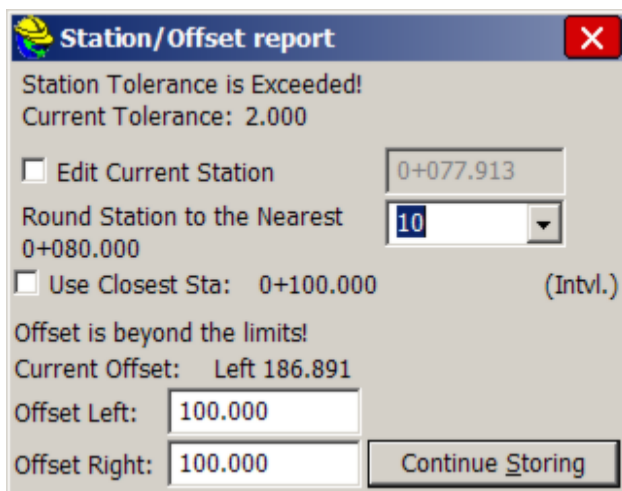 Station/Offset report
Station Tolerance is Exceeded!
Current Tolerance: 2.000
Edit Current Station 0+077.913
Round Station to the Nearest 10
0+080.000
Use Closest Sta: 0+100.000 (Intvl.)
Offset is beyond the limits!
Current Offset: Left 186.891
Offset Left: 100.000
Offset Right: 100.000 Continue Storing